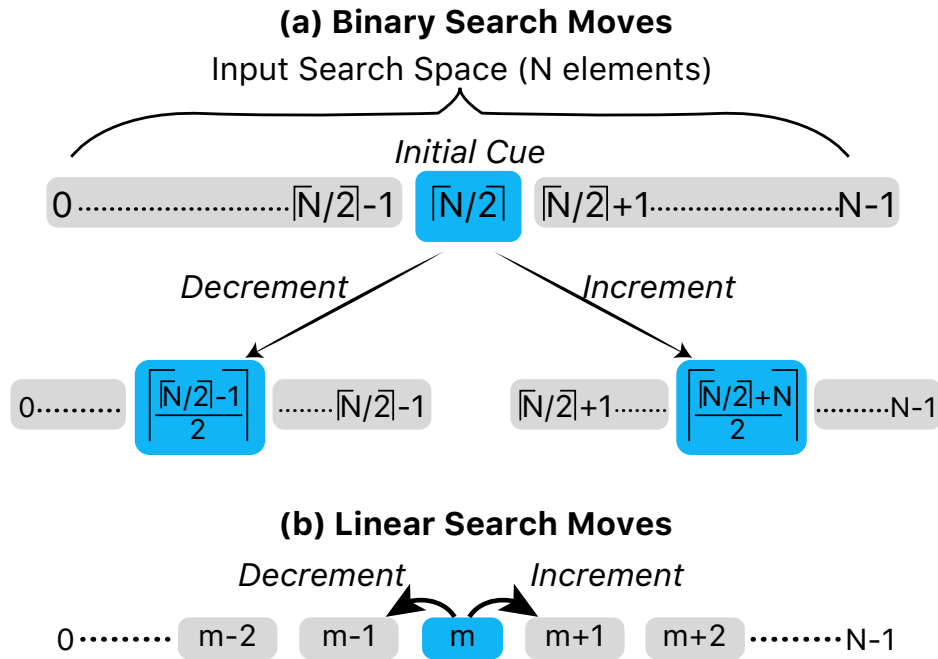 (a) Binary Search Moves
Input Search Space (N elements)
Initial Cue
0 ........................... ⌈N/2⌉-1 ⌈N/2⌉ ⌈N/2⌉+1...........................N-1
Decrement Increment
0........... ⌈(⌈N/2⌉-1)/2⌉ ........⌈N/2⌉-1 ⌈N/2⌉+1........ ⌈(⌈N/2⌉+N)/2⌉ ...........N-1
(b) Linear Search Moves
Decrement Increment
0 ......... m-2 m-1 m m+1 m+2 ......... N-1